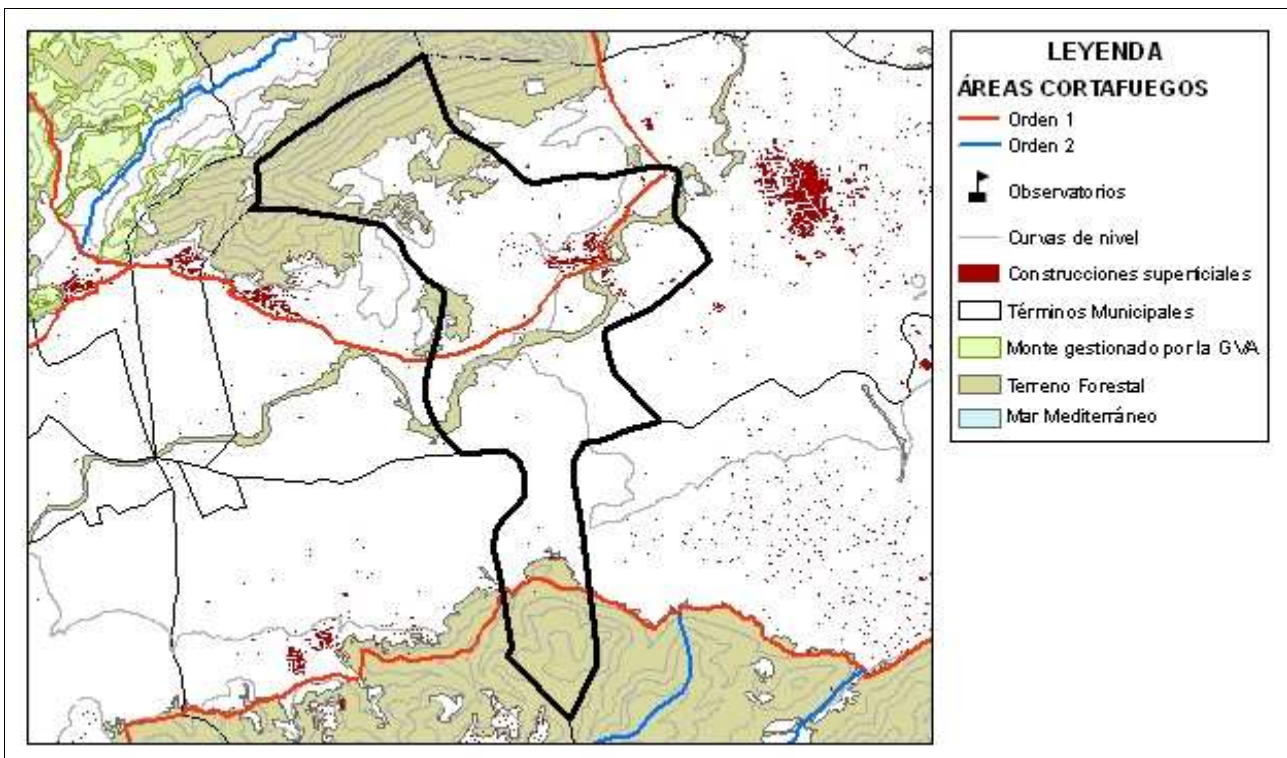 LEYENDA
ÁREAS CORTAFUEGOS
Orden 1
Orden 2
Observatorios
Curvas de nivel
Construcciones superficiales
Términos Municipales
Monte gestionado por la GVA
Terreno Forestal
Mar Mediterráneo